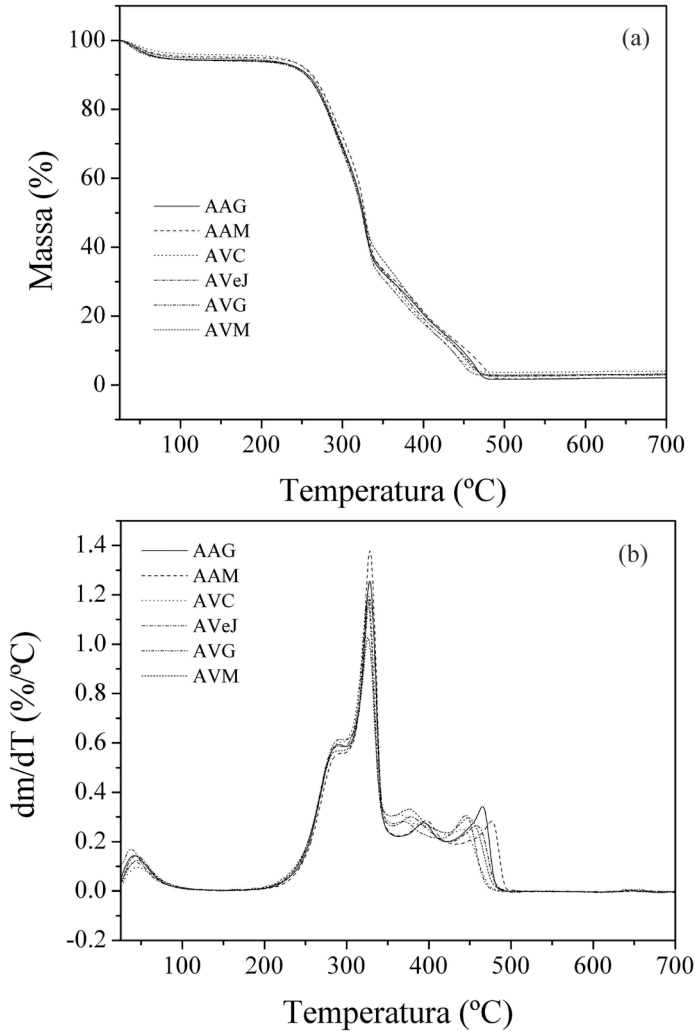 (a)
100
80
60
40
20
0
Massa (%)
AAG
AAM
AVC
AVeJ
AVG
AVM
100 200 300 400 500 600 700
Temperatura (ºC)
(b)
1.4
1.2
1.0
0.8
0.6
0.4
0.2
0.0
-0.2
dm/dT (%/ºC)
AAG
AAM
AVC
AVeJ
AVG
AVM
100 200 300 400 500 600 700
Temperatura (ºC)